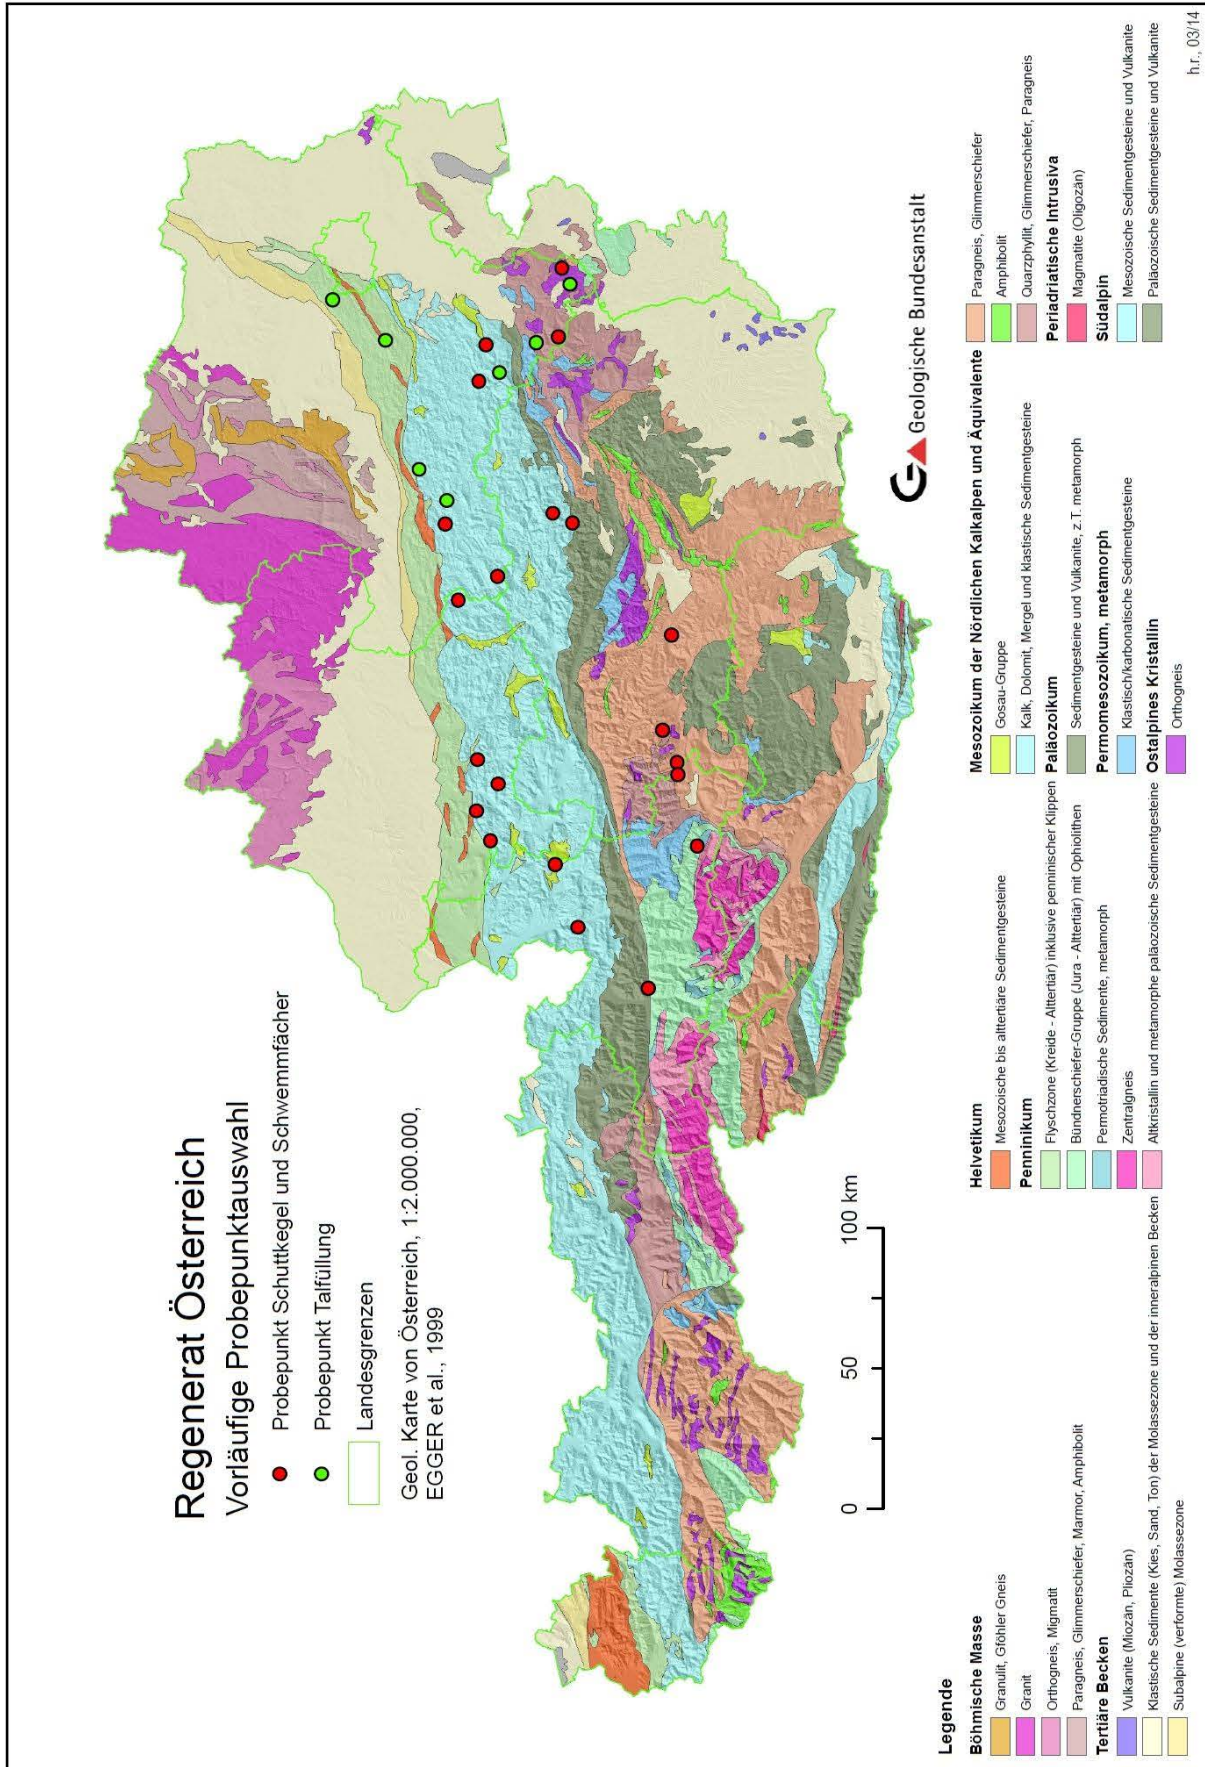 Regenerat Österreich
Vorläufige Probepunktauswahl
Probepunkt Schuttkegel und Schwemmfächer
Probepunkt Talfüllung
Landesgrenzen
Geol. Karte von Österreich, 1:2.000.000,
EGGER et al., 1999
0
50
100 km
Geologische Bundesanstalt
Legende
Böhmische Masse
Granulit, Gföhler Gneis
Granit
Orthogneis, Migmatit
Paragneis, Glimmerschiefer, Marmor, Amphibolit
Tertiäre Becken
Vulkanite (Miozän, Pliozän)
Klastische Sedimente (Kies, Sand, Ton) der Molassezone und der inneralpinen Becken
Subalpine (verformte) Molassezone
Helvetikum
Mesozoische bis alttertiäre Sedimentgesteine
Penninikum
Flyschzone (Kreide - Alttertiär) inklusive penninischer Klippen
Bündnerschiefer-Gruppe (Jura - Alttertiär) mit Ophiolithen
Permotriadische Sedimente, metamorph
Zentralgneis
Altkristallin und metamorphe paläozoische Sedimentgesteine
Mesozoikum der Nördlichen Kalkalpen und Äquivalente
Gosau-Gruppe
Kalk, Dolomit, Mergel und klastische Sedimentgesteine
Paläozoikum
Sedimentgesteine und Vulkanite, z.T. metamorph
Permomesozoikum, metamorph
Klastisch/karbonatische Sedimentgesteine
Ostalpines Kristallin
Orthogneis
Paragneis, Glimmerschiefer
Amphibolit
Quarzphyllit, Glimmerschiefer, Paragneis
Periadriatische Intrusiva
Magmatite (Oligozän)
Südalpin
Mesozoische Sedimentgesteine und Vulkanite
Paläozoische Sedimentgesteine und Vulkanite
h.r., 03/14